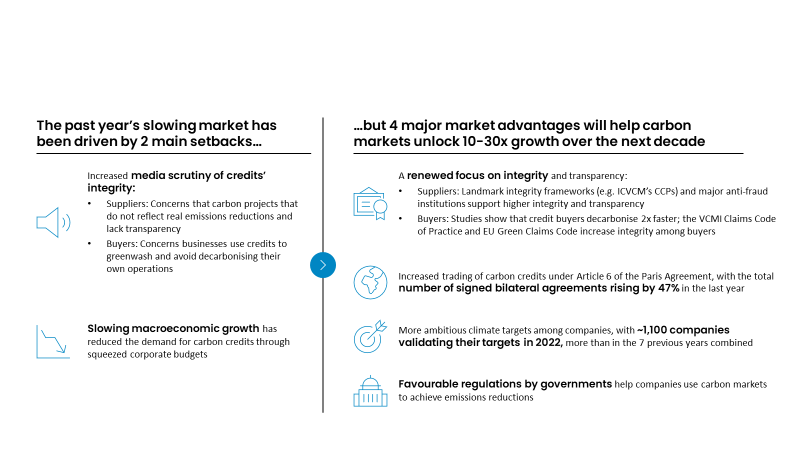 The past year's slowing market has
been driven by 2 main setbacks...
Increased media scrutiny of credits'
integrity:
• Suppliers: Concerns that carbon projects that
do not reflect real emissions reductions and
lack transparency
• Buyers: Concerns businesses use credits to
greenwash and avoid decarbonising their
own operations
Slowing macroeconomic growth has
reduced the demand for carbon credits through
squeezed corporate budgets
...but 4 major market advantages will help carbon
markets unlock 10-30x growth over the next decade
A renewed focus on integrity and transparency:
• Suppliers: Landmark integrity frameworks (e.g. ICVCM's CCPs) and major anti-fraud
institutions support higher integrity and transparency
• Buyers: Studies show that credit buyers decarbonise 2x faster; the VCMI Claims Code
of Practice and EU Green Claims Code increase integrity among buyers
Increased trading of carbon credits under Article 6 of the Paris Agreement, with the total
number of signed bilateral agreements rising by 47% in the last year
More ambitious climate targets among companies, with ~1,100 companies
validating their targets in 2022, more than in the 7 previous years combined
Favourable regulations by governments help companies use carbon markets
to achieve emissions reductions